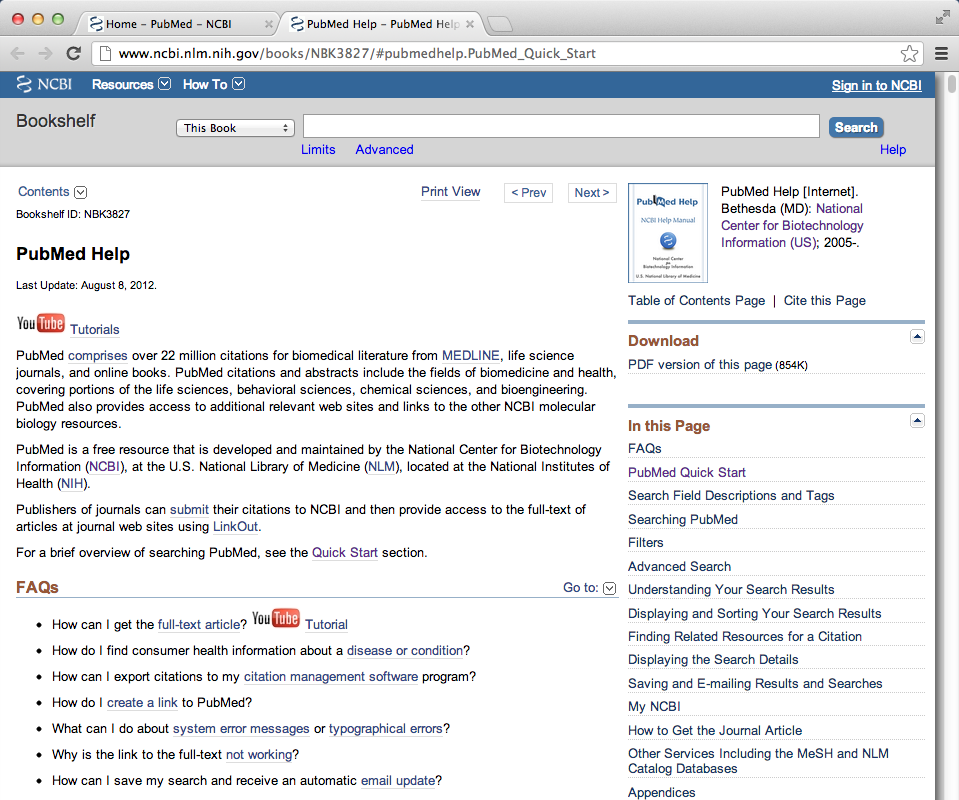 Home - PubMed - NCBI
PubMed Help - PubMed Help
www.ncbi.nlm.nih.gov/books/NBK3827/#pubmedhelp.PubMed_Quick_Start
NCBI Resources How To Sign in to NCBI
Bookshelf
This Book Search
Limits Advanced Help
Contents
Bookshelf ID: NBK3827
Print View < Prev Next >
PubMed Help
Last Update: August 8, 2012.
You Tube Tutorials
PubMed comprises over 22 million citations for biomedical literature from MEDLINE, life science
journals, and online books. PubMed citations and abstracts include the fields of biomedicine and health,
covering portions of the life sciences, behavioral sciences, chemical sciences, and bioengineering.
PubMed also provides access to additional relevant web sites and links to the other NCBI molecular
biology resources.
PubMed is a free resource that is developed and maintained by the National Center for Biotechnology
Information (NCBI), at the U.S. National Library of Medicine (NLM), located at the National Institutes of
Health (NIH).
Publishers of journals can submit their citations to NCBI and then provide access to the full-text of
articles at journal web sites using LinkOut.
For a brief overview of searching PubMed, see the Quick Start section.
FAQs Go to:
• How can I get the full-text article? You Tube Tutorial
• How do I find consumer health information about a disease or condition?
• How can I export citations to my citation management software program?
• How do I create a link to PubMed?
• What can I do about system error messages or typographical errors?
• Why is the link to the full-text not working?
• How can I save my search and receive an automatic email update?
PubMed Help
NCBI Help Manual
National Center
for
Biotechnology Information
U.S. National Library of Medicine
PubMed Help [Internet].
Bethesda (MD): National
Center for Biotechnology
Information (US); 2005-.
Table of Contents Page | Cite this Page
Download
PDF version of this page (854K)
In this Page
FAQs
PubMed Quick Start
Search Field Descriptions and Tags
Searching PubMed
Filters
Advanced Search
Understanding Your Search Results
Displaying and Sorting Your Search Results
Finding Related Resources for a Citation
Displaying the Search Details
Saving and E-mailing Results and Searches
My NCBI
How to Get the Journal Article
Other Services Including the MeSH and NLM
Catalog Databases
Appendices